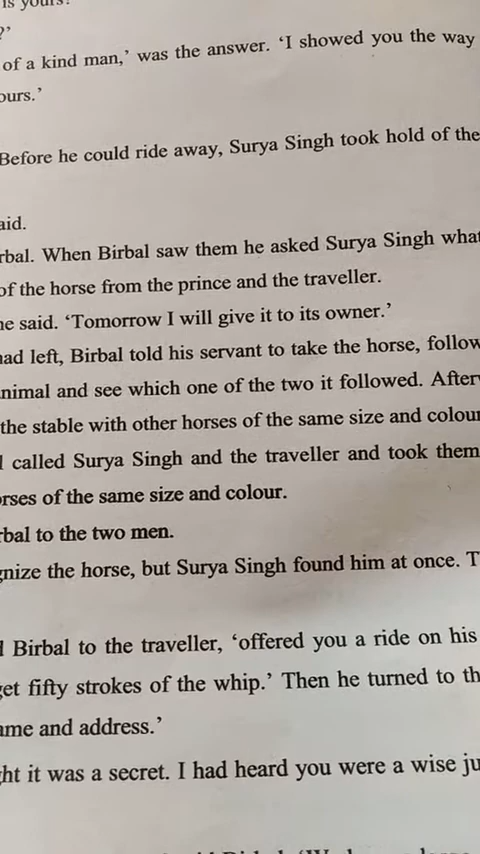 is yours?
?'
of a kind man,' was the answer. 'I showed you the way
ours.'
Before he could ride away, Surya Singh took hold of the
aid.
rbal. When Birbal saw them he asked Surya Singh what
of the horse from the prince and the traveller.
he said. 'Tomorrow I will give it to its owner.'
had left, Birbal told his servant to take the horse, follow
nimal and see which one of the two it followed. After
the stable with other horses of the same size and colour
l called Surya Singh and the traveller and took them
orses of the same size and colour.
rbal to the two men.
gnize the horse, but Surya Singh found him at once. T
d Birbal to the traveller, 'offered you a ride on his
get fifty strokes of the whip.' Then he turned to th
ame and address.'
ght it was a secret. I had heard you were a wise ju